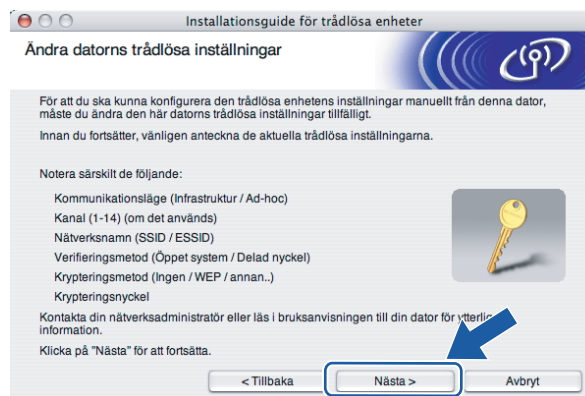 Installationsguide för trådlösa enheter
Ändra datorns trådlösa inställningar
För att du ska kunna konfigurera den trådlösa enhetens inställningar manuellt från denna dator,
måste du ändra den här datorns trådlösa inställningar tillfälligt.
Innan du fortsätter, vänligen anteckna de aktuella trådlösa inställningarna.
Notera särskilt de följande:
Kommunikationsläge (Infrastruktur / Ad-hoc)
Kanal (1-14) (om det används)
Nätverksnamn (SSID / ESSID)
Verifieringsmetod (Öppet system / Delad nyckel)
Krypteringsmetod (Ingen / WEP / annan..)
Krypteringsnyckel
Kontakta din nätverksadministratör eller läs i bruksanvisningen till din dator för
information.
Klicka på "Nästa" för att fortsätta.
< Tillbaka
Nästa >
Avbryt